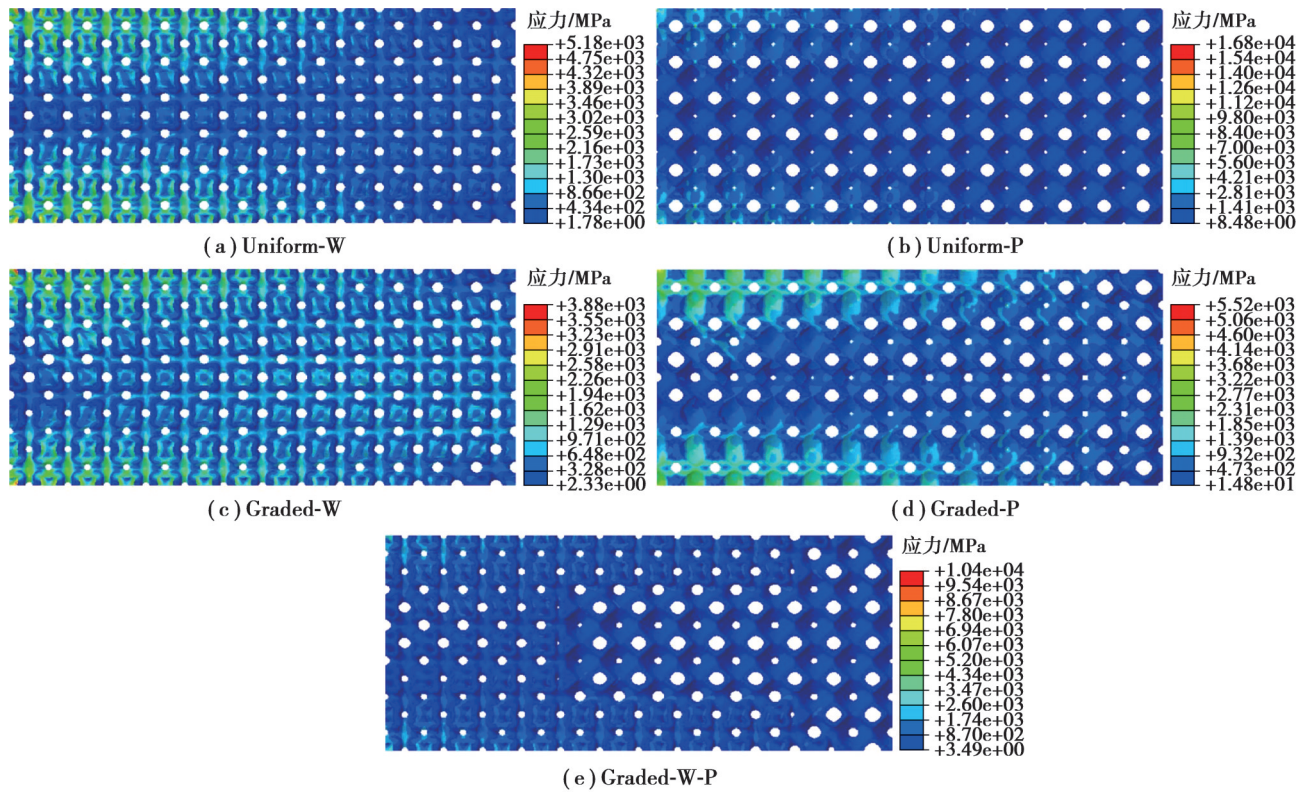 应力/MPa
+5.18e+03
+4.75e+03
+4.32e+03
+3.89e+03
+3.46e+03
+3.02e+03
+2.59e+03
+2.16e+03
+1.73e+03
+1.30e+03
+8.66e+02
+4.34e+02
+1.78e+00
(a) Uniform-W
应力/MPa
+1.68e+04
+1.54e+04
+1.40e+04
+1.26e+04
+1.12e+04
+9.80e+03
+8.40e+03
+7.00e+03
+5.60e+03
+4.21e+03
+2.81e+03
+1.41e+03
+8.48e+00
(b) Uniform-P
应力/MPa
+3.88e+03
+3.55e+03
+3.23e+03
+2.91e+03
+2.58e+03
+2.26e+03
+1.94e+03
+1.62e+03
+1.29e+03
+9.71e+02
+6.48e+02
+3.28e+02
+2.33e+00
(c) Graded-W
应力/MPa
+5.52e+03
+5.06e+03
+4.60e+03
+4.14e+03
+3.68e+03
+3.22e+03
+2.77e+03
+2.31e+03
+1.85e+03
+1.39e+03
+9.32e+02
+4.73e+02
+1.48e+01
(d) Graded-P
应力/MPa
+1.04e+04
+9.54e+03
+8.67e+03
+7.80e+03
+6.94e+03
+6.07e+03
+5.20e+03
+4.34e+03
+3.47e+03
+2.60e+03
+1.74e+03
+8.70e+02
+3.49e+00
(e) Graded-W-P